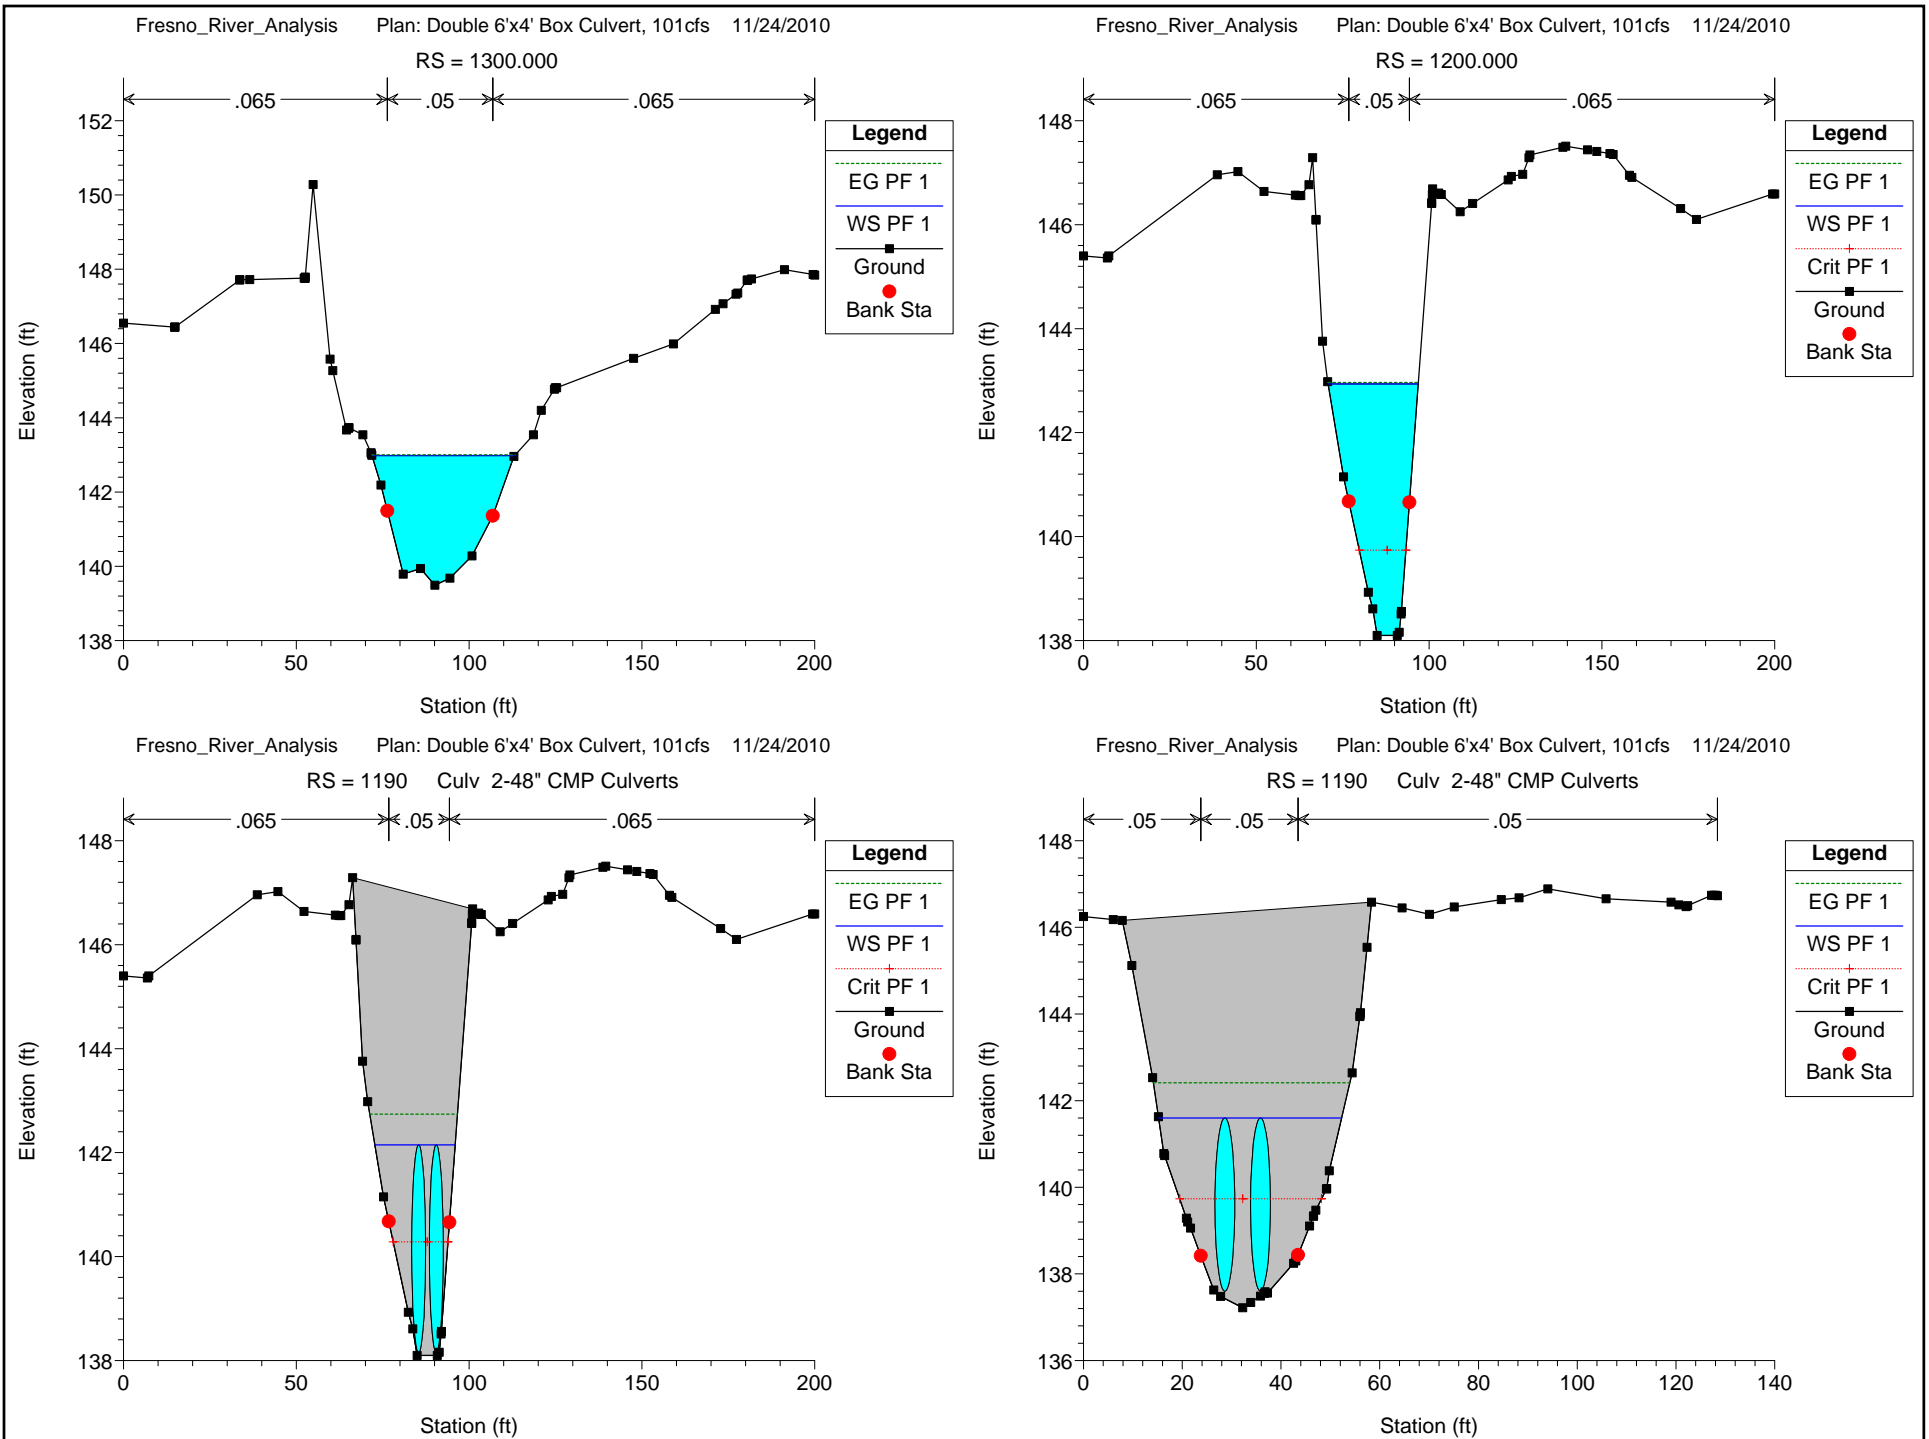 Fresno_River_Analysis Plan: Double 6'x4' Box Culvert, 101cfs 11/24/2010
RS = 1300.000
.065 .05 .065
152
150
148
146
144
142
140
138
0 50 100 150 200
Elevation (ft)
Station (ft)
Legend
EG PF 1
WS PF 1
Ground
Bank Sta
Fresno_River_Analysis Plan: Double 6'x4' Box Culvert, 101cfs 11/24/2010
RS = 1200.000
.065 .05 .065
148
146
144
142
140
138
0 50 100 150 200
Elevation (ft)
Station (ft)
Legend
EG PF 1
WS PF 1
Crit PF 1
Ground
Bank Sta
Fresno_River_Analysis Plan: Double 6'x4' Box Culvert, 101cfs 11/24/2010
RS = 1190 Culv 2-48" CMP Culverts
.065 .05 .065
148
146
144
142
140
138
0 50 100 150 200
Elevation (ft)
Station (ft)
Legend
EG PF 1
WS PF 1
Crit PF 1
Ground
Bank Sta
Fresno_River_Analysis Plan: Double 6'x4' Box Culvert, 101cfs 11/24/2010
RS = 1190 Culv 2-48" CMP Culverts
.05 .05 .05
148
146
144
142
140
138
136
0 20 40 60 80 100 120 140
Elevation (ft)
Station (ft)
Legend
EG PF 1
WS PF 1
Crit PF 1
Ground
Bank Sta